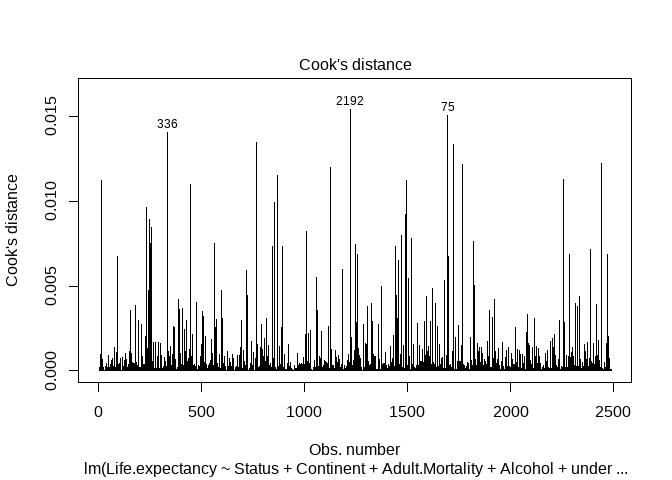 Cook's distance
2192
75
336
0.015
0.010
0.005
0.000
Cook's distance
0 500 1000 1500 2000 2500
Obs. number
lm(Life.expectancy ~ Status + Continent + Adult.Mortality + Alcohol + under ...